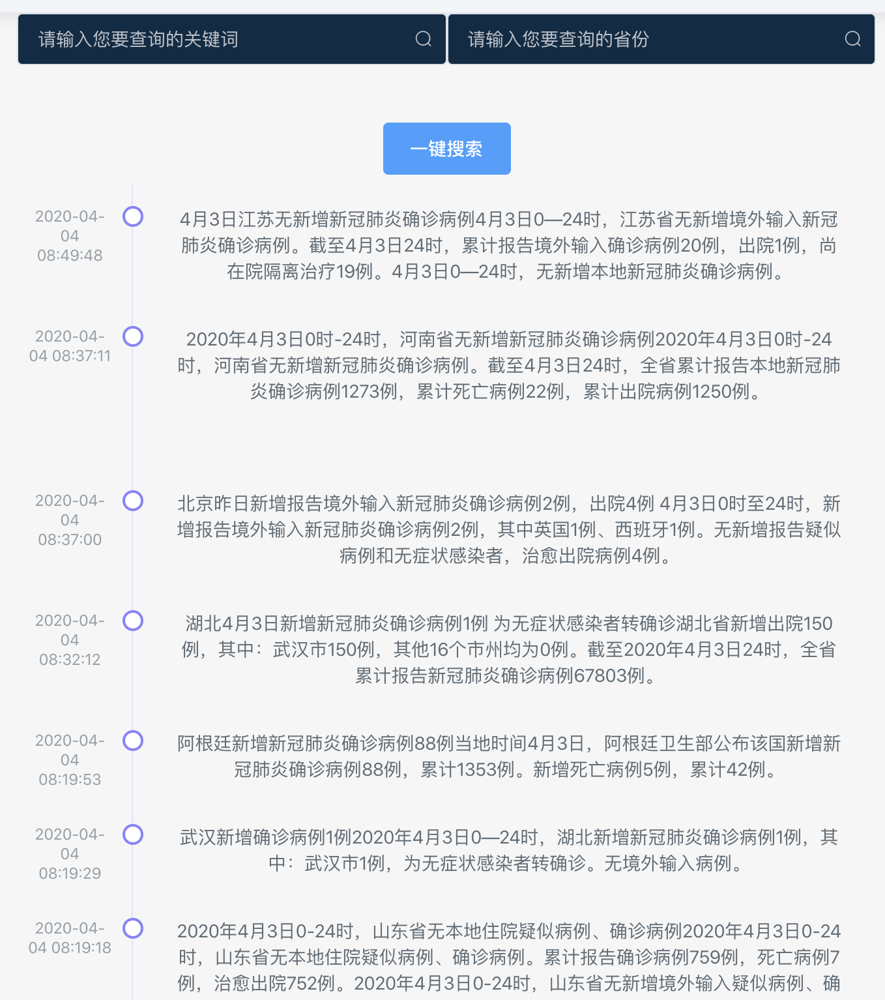 请输入您要查询的关键词
请输入您要查询的省份
一键搜索
2020-04-
04
08:49:48
4月3日江苏无新增新冠肺炎确诊病例4月3日0—24时，江苏省无新增境外输入新冠
肺炎确诊病例。截至4月3日24时，累计报告境外输入确诊病例20例，出院1例，尚
在院隔离治疗19例。4月3日0—24时，无新增本地新冠肺炎确诊病例。
2020-04-
04 08:37:11
2020年4月3日0时-24时，河南省无新增新冠肺炎确诊病例2020年4月3日0时-24
时，河南省无新增新冠肺炎确诊病例。截至4月3日24时，全省累计报告本地新冠肺
炎确诊病例1273例，累计死亡病例22例，累计出院病例1250例。
2020-04-
04
08:37:00
北京昨日新增报告境外输入新冠肺炎确诊病例2例，出院4例 4月3日0时至24时，新
增报告境外输入新冠肺炎确诊病例2例，其中英国1例、西班牙1例。无新增报告疑似
病例和无症状感染者，治愈出院病例4例。
2020-04-
04
08:32:12
湖北4月3日新增新冠肺炎确诊病例1例 为无症状感染者转确诊湖北省新增出院150
例，其中：武汉市150例，其他16个市州均为0例。截至2020年4月3日24时，全省
累计报告新冠肺炎确诊病例67803例。
2020-04-
04
08:19:53
阿根廷新增新冠肺炎确诊病例88例当地时间4月3日，阿根廷卫生部公布该国新增新
冠肺炎确诊病例88例，累计1353例。新增死亡病例5例，累计42例。
2020-04-
04
08:19:29
武汉新增确诊病例1例2020年4月3日0—24时，湖北新增新冠肺炎确诊病例1例，其
中：武汉市1例，为无症状感染者转确诊。无境外输入病例。
2020-04-
04 08:19:18
2020年4月3日0-24时，山东省无本地住院疑似病例、确诊病例2020年4月3日0-24
时，山东省无本地住院疑似病例、确诊病例。累计报告确诊病例759例，死亡病例7
例，治愈出院752例。2020年4月3日0-24时，山东省无新增境外输入疑似病例、确